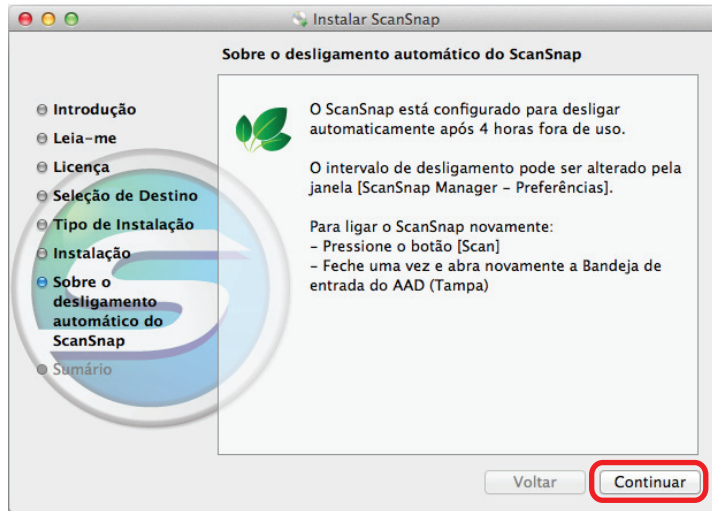 Instalar ScanSnap
Sobre o desligamento automático do ScanSnap
Introdução
Leia-me
Licença
Seleção de Destino
Tipo de Instalação
Instalação
Sobre o
desligamento
automático do
ScanSnap
Sumário
O ScanSnap está configurado para desligar
automaticamente após 4 horas fora de uso.
O intervalo de desligamento pode ser alterado pela
janela [ScanSnap Manager – Preferências].
Para ligar o ScanSnap novamente:
– Pressione o botão [Scan]
– Feche uma vez e abra novamente a Bandeja de
entrada do AAD (Tampa)
Voltar
Continuar